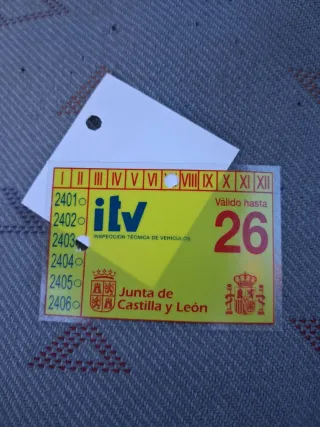 I II III IV V VI VIII IX X XI XII
2401
2402
2403
2404
2405
2406
itv
INSPECCIÓN TÉCNICA DE VEHÍCULOS
Válido hasta
26
Junta de
Castilla y León